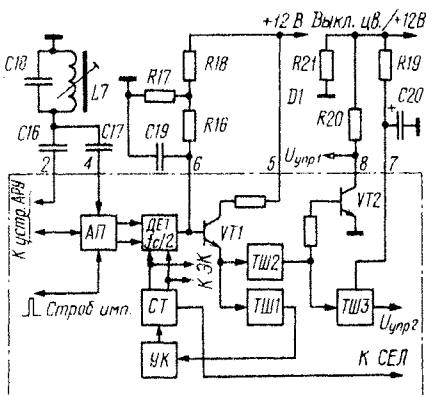 +12 В Выкл. цв./+12В
C18
L7
R17
R18
R21
R19
D1
C16
C17
C19
R16
R20
C20
+
Uупр1
2
4
6
5
8
7
К устр. АРУ
АП
ДЕТ
fс/2
VT1
VT2
К ЭК
ТШ2
Строб имп.
СТ
ТШ1
ТШ3
Uупр2
УК
К СЕЛ